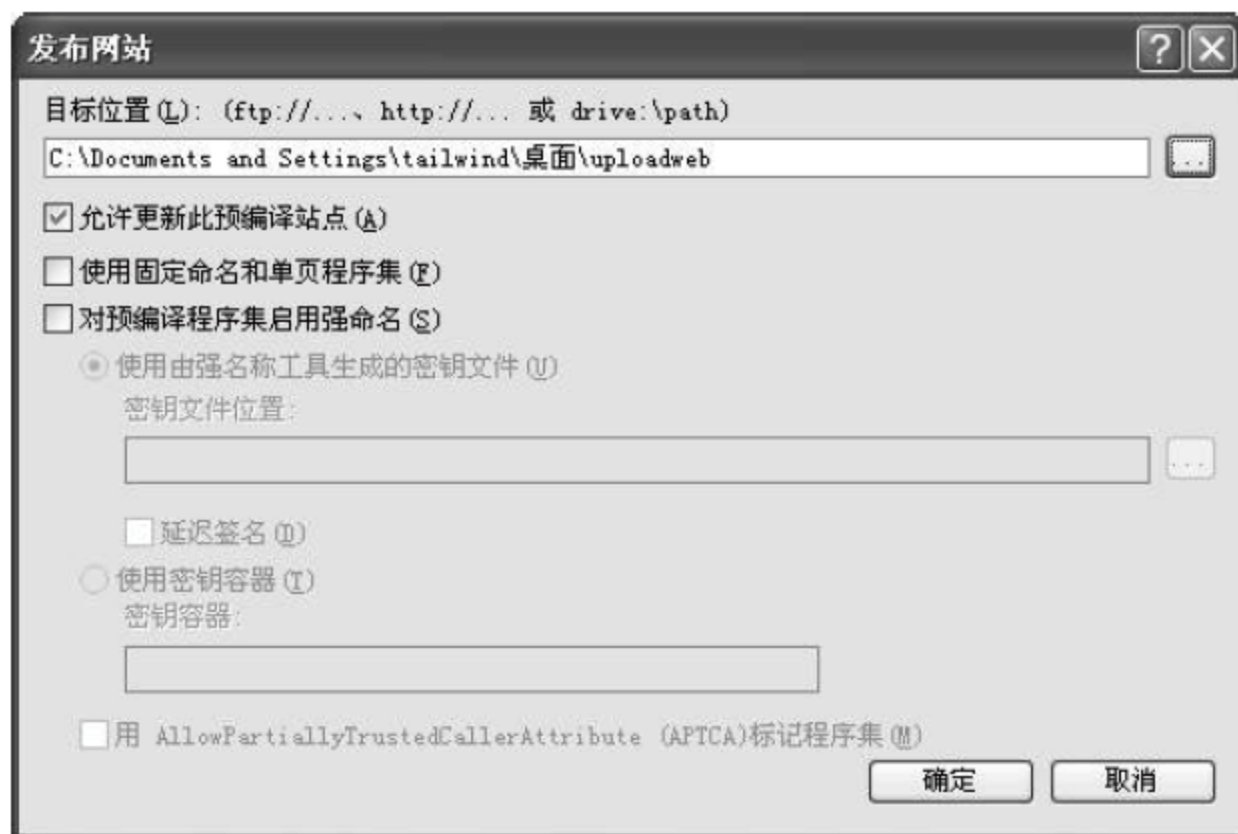 发布网站
目标位置(L): (ftp://...、http://... 或 drive:\path)
C:\Documents and Settings\tailwind\桌面\uploadweb
...
允许更新此预编译站点(A)
使用固定命名和单页程序集(F)
对预编译程序集启用强命名(S)
使用由强名称工具生成的密钥文件(U)
密钥文件位置:
...
延迟签名(D)
使用密钥容器(T)
密钥容器:
用 AllowPartiallyTrustedCallerAttribute (APTCA)标记程序集(M)
确定 取消